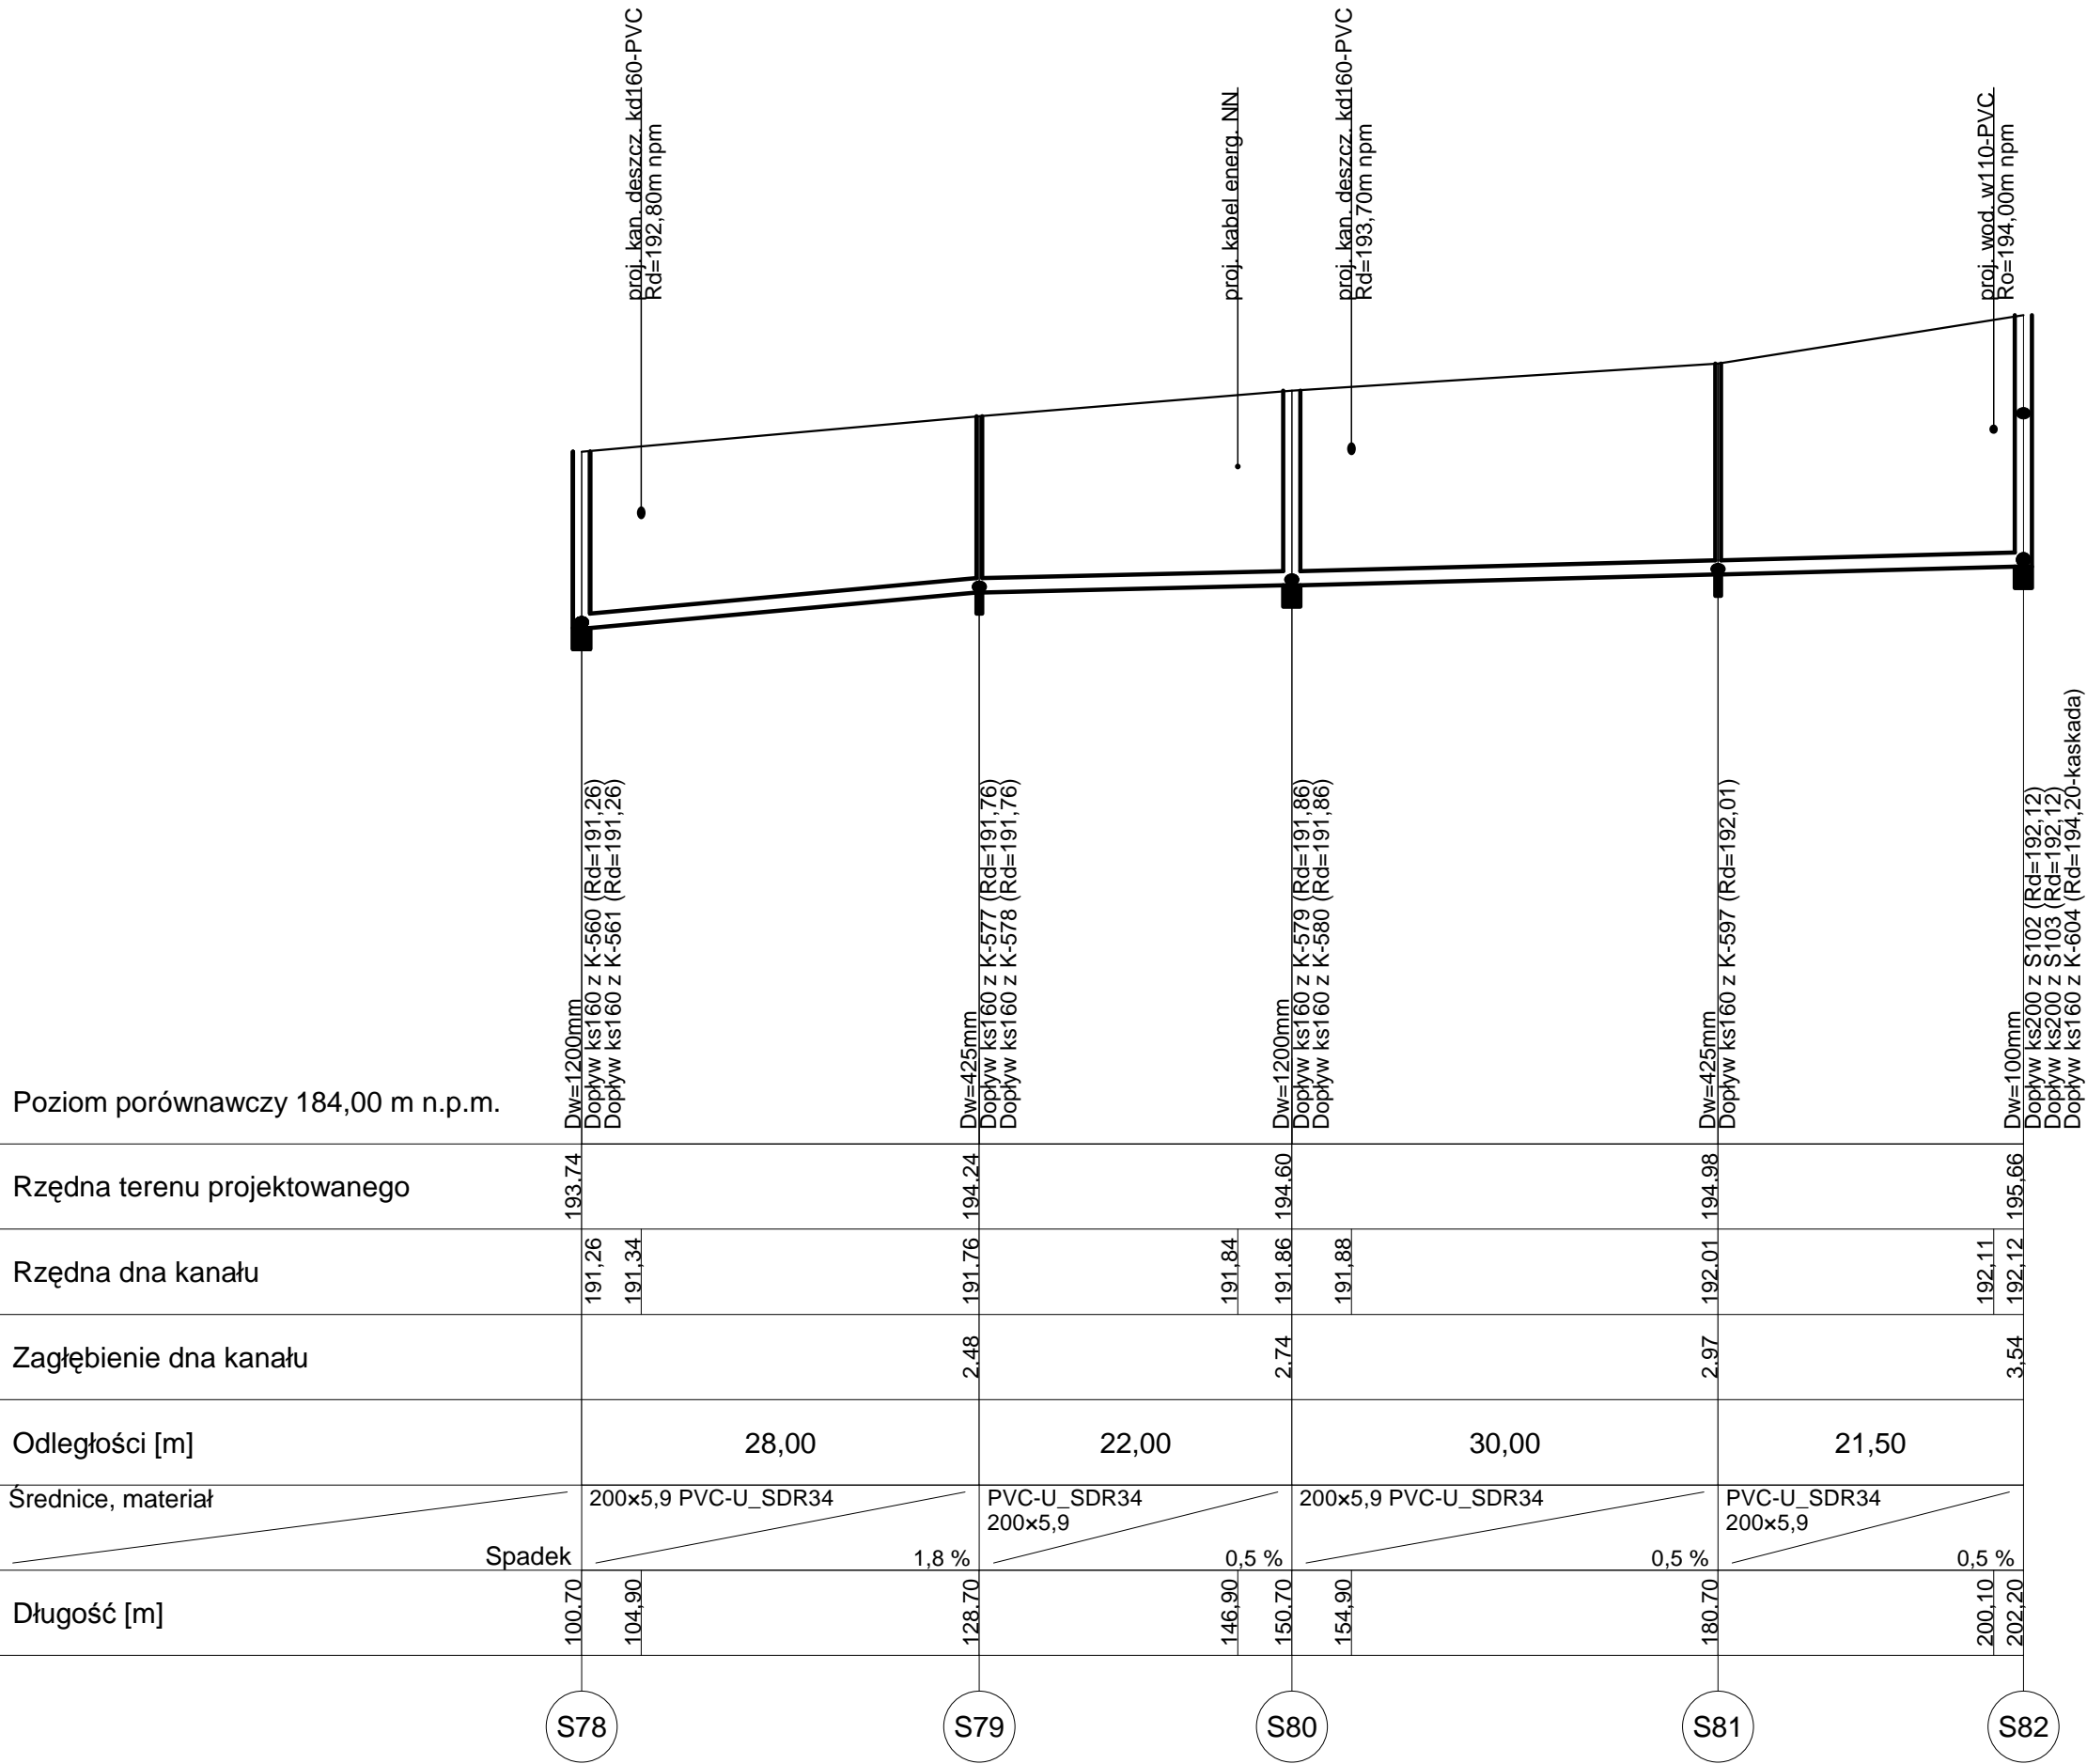 proj. kan. deszcz. kd160-PVC
Rd=192,80m npm
proj. kabel energ. NN
proj. kan. deszcz. kd160-PVC
Rd=193,70m npm
proj. wod. w110-PVC
Ro=194,00m npm
Dw=1200mm
Dopływ ks160 z K-560 (Rd=191,26)
Dopływ ks160 z K-561 (Rd=191,26)
Dw=425mm
Dopływ ks160 z K-577 (Rd=191,76)
Dopływ ks160 z K-578 (Rd=191,76)
Dw=1200mm
Dopływ ks160 z K-579 (Rd=191,86)
Dopływ ks160 z K-580 (Rd=191,86)
Dw=425mm
Dopływ ks160 z K-597 (Rd=192,01)
Dw=100mm
Dopływ ks200 z S102 (Rd=192,12)
Dopływ ks200 z S103 (Rd=192,12)
Dopływ ks160 z K-604 (Rd=194,20-kaskada)
Poziom porównawczy 184,00 m n.p.m.
Rzędna terenu projektowanego
193.74
194.24
194.60
194.98
195,66
Rzędna dna kanału
191,26
191,34
191.76
191,84
191.86
191,88
192.01
192,11
192,12
Zagłębienie dna kanału
2.48
2.74
2.97
3,54
Odległości [m]
28,00
22,00
30,00
21,50
Średnice, materiał
Spadek
200×5,9 PVC-U_SDR34
1,8 %
PVC-U_SDR34
200×5,9
0,5 %
200×5,9 PVC-U_SDR34
0,5 %
PVC-U_SDR34
200×5,9
0,5 %
Długość [m]
100.70
104,90
128.70
146,90
150.70
154,90
180.70
200,10
202,20
S78
S79
S80
S81
S82